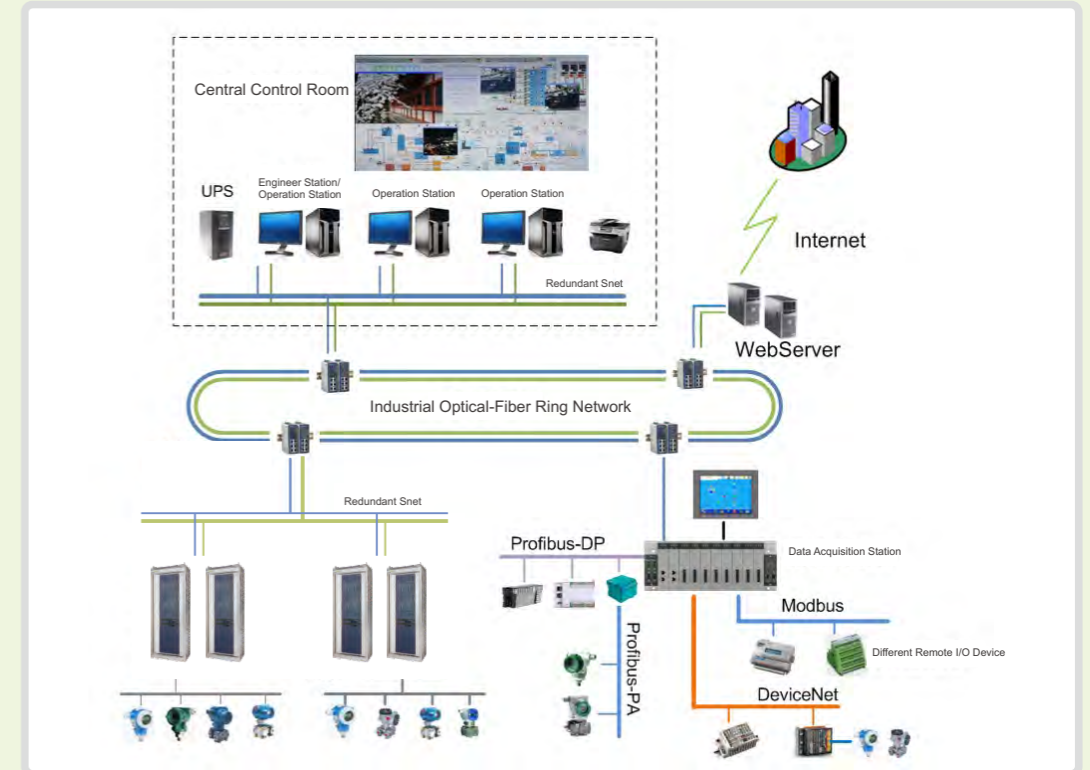 Central Control Room
UPS
Engineer Station/
Operation Station
Operation Station
Operation Station
Redundant Snet
Internet
WebServer
Industrial Optical-Fiber Ring Network
Redundant Snet
Profibus-DP
Data Acquisition Station
Modbus
Profibus-PA
Different Remote I/O Device
DeviceNet